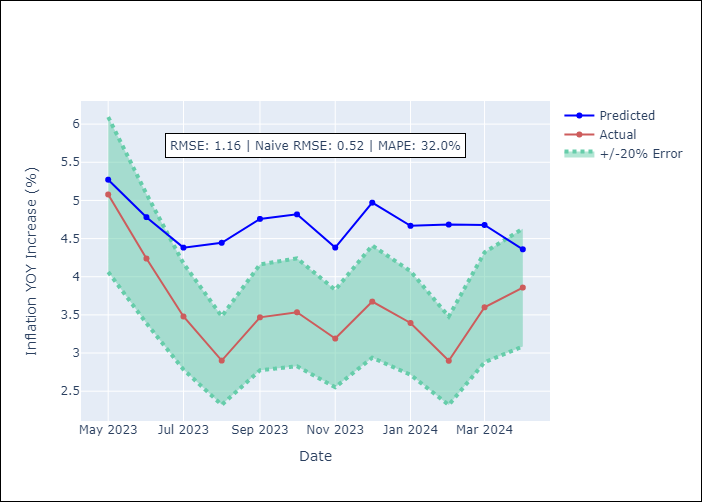 RMSE: 1.16 | Naive RMSE: 0.52 | MAPE: 32.0%
Predicted
Actual
+/-20% Error
Inflation YOY Increase (%)
6
5.5
5
4.5
4
3.5
3
2.5
May 2023 Jul 2023 Sep 2023 Nov 2023 Jan 2024 Mar 2024
Date